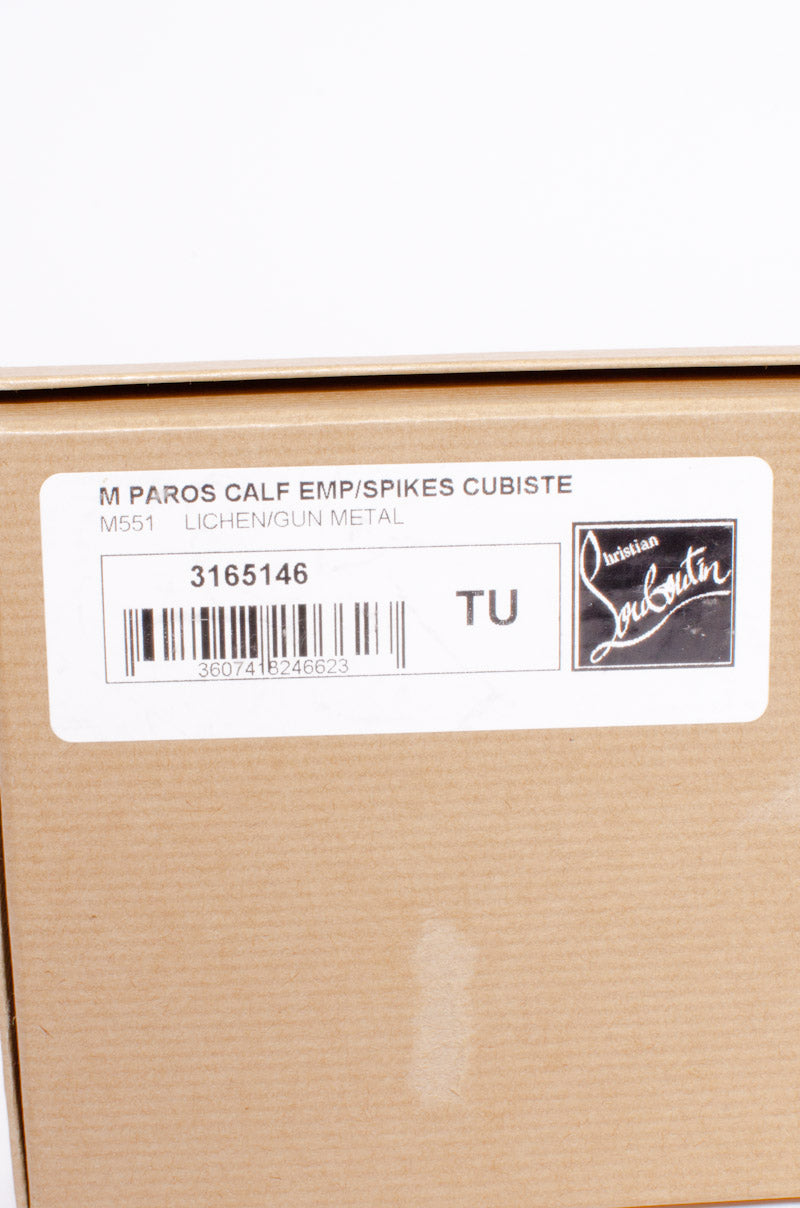 M PAROS CALF EMP/SPIKES CUBISTE
M551 LICHEN/GUN METAL
3165146
TU
3607418246623
Christian
Louboutin